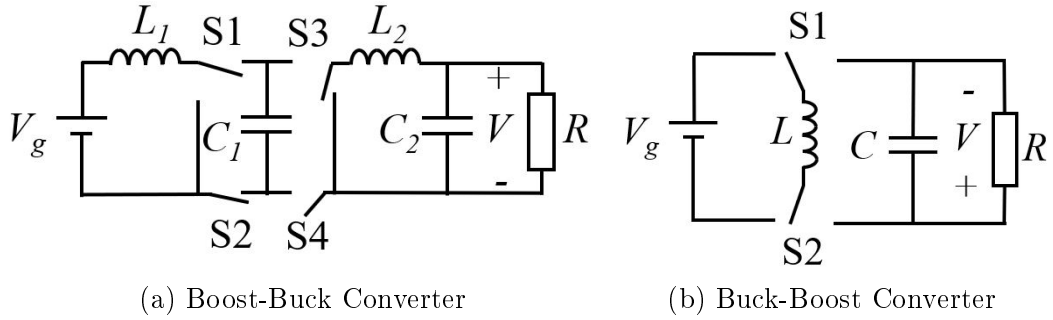 L1 S1 S3 L2
Vg C1 C2 + V - R
S2 S4
(a) Boost-Buck Converter
S1
Vg L C - V + R
S2
(b) Buck-Boost Converter